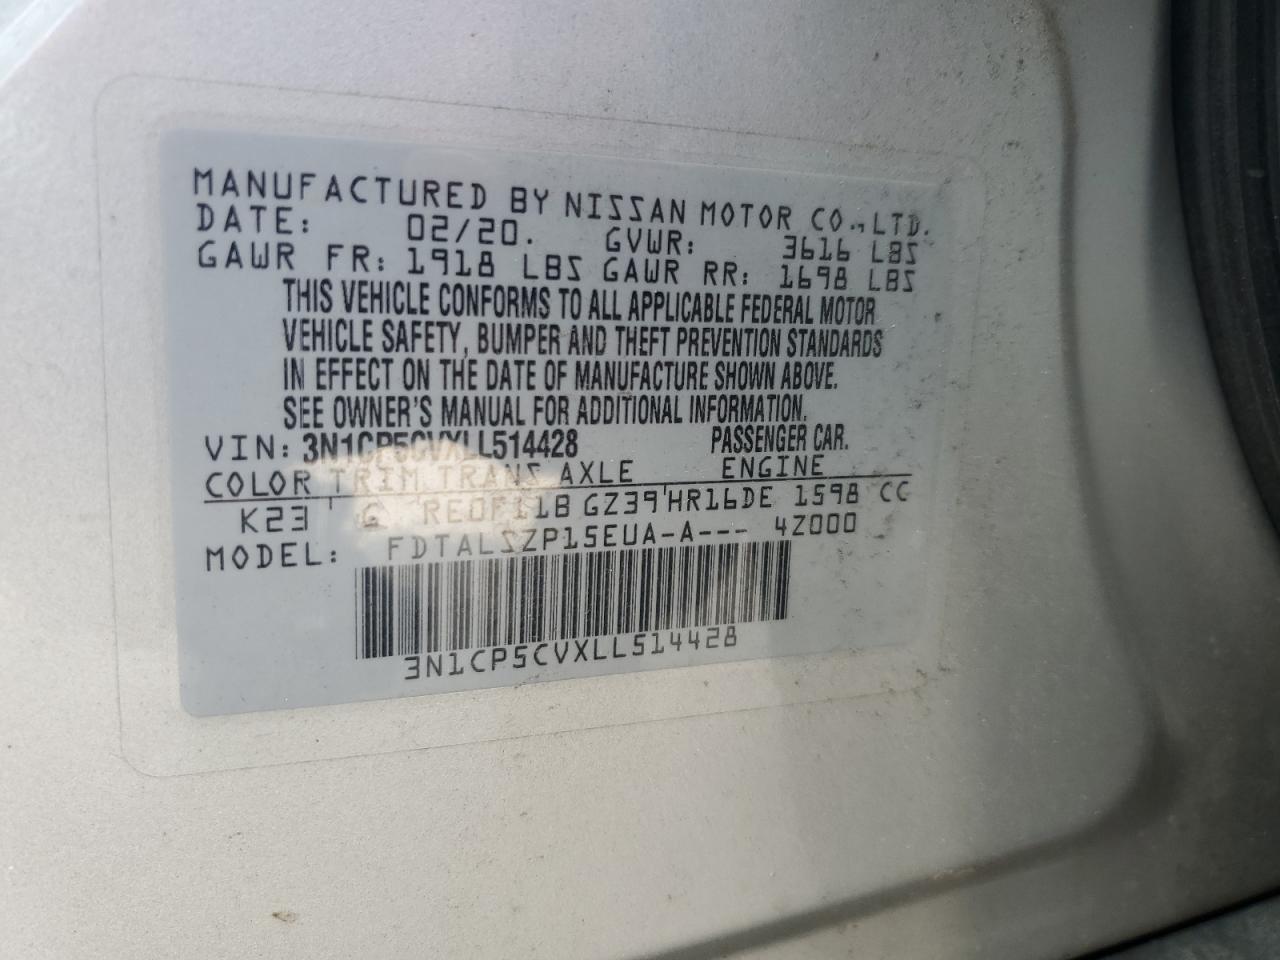 MANUFACTURED BY NISSAN MOTOR CO.,LTD.
DATE: 02/20. GVWR: 3616 LBS
GAWR FR: 1918 LBS GAWR RR: 1698 LBS
THIS VEHICLE CONFORMS TO ALL APPLICABLE FEDERAL MOTOR
VEHICLE SAFETY, BUMPER AND THEFT PREVENTION STANDARDS
IN EFFECT ON THE DATE OF MANUFACTURE SHOWN ABOVE.
SEE OWNER'S MANUAL FOR ADDITIONAL INFORMATION.
VIN: 3N1CP5CVXLL514428 PASSENGER CAR.
COLOR TRIM TRANS AXLE ENGINE
K23 G RE0F11B GZ39 HR16DE 1598 CC
MODEL: FDTALSZP15EUA-A--- 4Z000
3N1CP5CVXLL514428